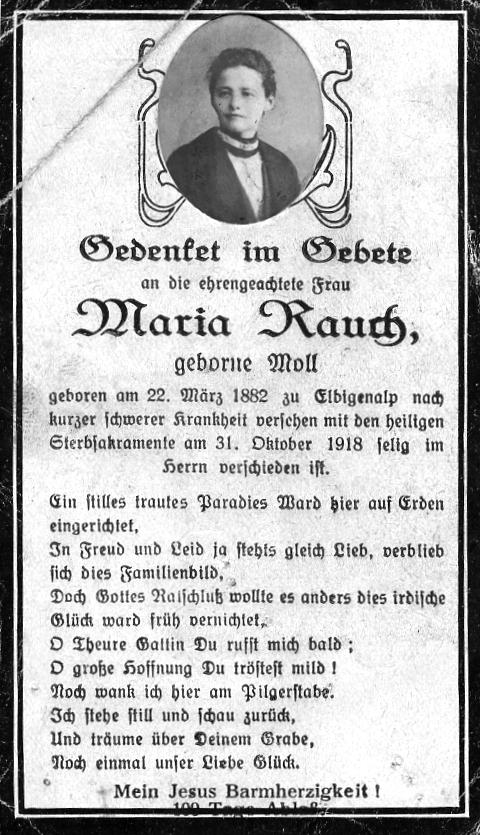 Gedenket im Gebete
an die ehrengeachtete Frau
Maria Rauch,
geborne Moll
geboren am 22. März 1882 zu Elbigenalp nach
kurzer schwerer Krankheit versehen mit den heiligen
Sterbsakramente am 31. Oktober 1918 selig im
Herrn verschieden ist.
Ein stilles trautes Paradies Ward hier auf Erden
eingerichtet,
In Freud und Leid ja stehts gleich Lieb, verblieb
sich dies Familienbild,
Doch Gottes Ratschluß wollte es anders dies irdische
Glück ward früh vernichtet,
O Theure Gattin Du rufst mich bald ;
O große Hoffnung Du tröstest mild !
Noch wank ich hier am Pilgerstabe.
Ich stehe still und schau zurück,
Und träume über Deinem Grabe,
Noch einmal unser Liebe Glück.
Mein Jesus Barmherzigkeit !
Tage Ablaß